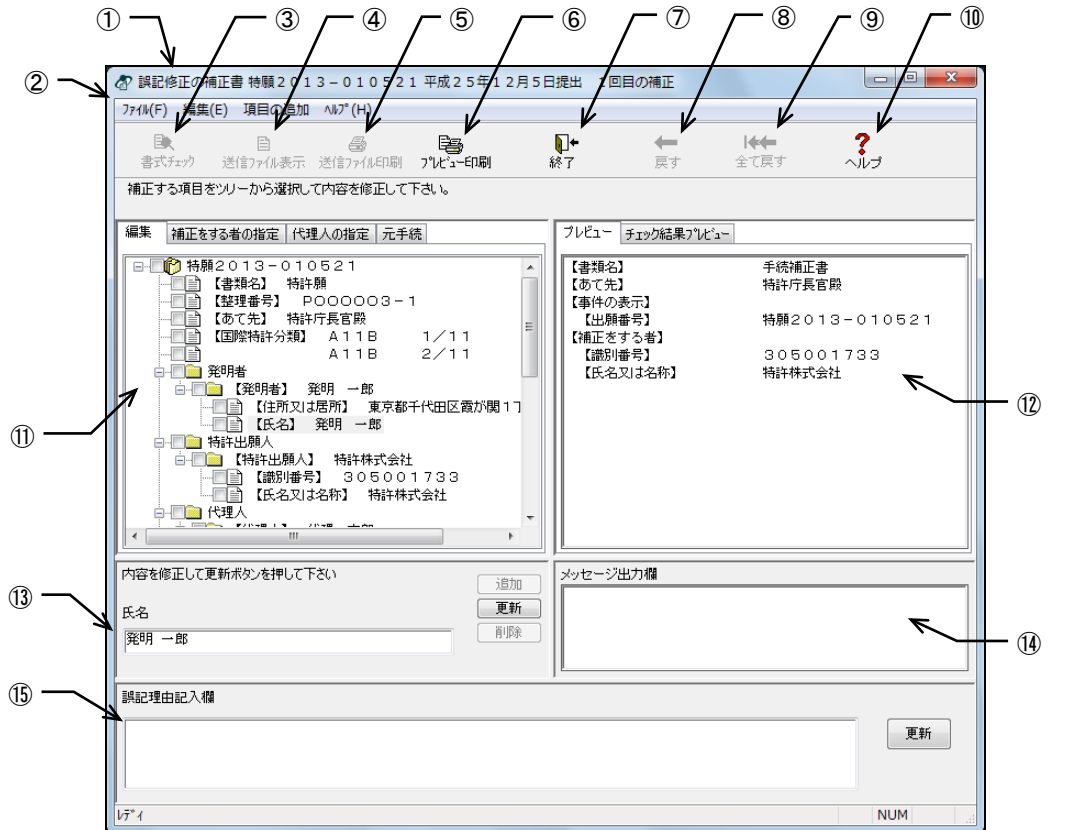 ① ③ ④ ⑤ ⑥ ⑦ ⑧ ⑨ ⑩
②
誤記修正の補正書 特願２０１３－０１０５２１ 平成２５年１２月５日提出　１回目の補正
ﾌｧｲﾙ(F) 編集(E) 項目の追加 ﾍﾙﾌﾟ(H)
書式ﾁｪｯｸ 送信ﾌｧｲﾙ表示 送信ﾌｧｲﾙ印刷 ﾌﾟﾚﾋﾞｭｰ印刷 終了 戻す 全て戻す ヘルプ
補正する項目をツリーから選択して内容を修正して下さい。
編集 補正をする者の指定 代理人の指定 元手続
特願２０１３－０１０５２１
【書類名】　特許願
【整理番号】　Ｐ０００００３－１
【あて先】　特許庁長官殿
【国際特許分類】　Ａ１１Ｂ　　１／１１
Ａ１１Ｂ　　２／１１
発明者
【発明者】　発明　一郎
【住所又は居所】　東京都千代田区霞が関１丁
【氏名】　発明　一郎
特許出願人
【特許出願人】　特許株式会社
【識別番号】　３０５００１７３３
【氏名又は名称】　特許株式会社
代理人
プレビュー ﾁｪｯｸ結果ﾌﾟﾚﾋﾞｭｰ
【書類名】　手続補正書
【あて先】　特許庁長官殿
【事件の表示】
【出願番号】　特願２０１３－０１０５２１
【補正をする者】
【識別番号】　３０５００１７３３
【氏名又は名称】　特許株式会社
⑪
⑫
内容を修正して更新ボタンを押して下さい
追加
氏名
更新
発明 一郎
削除
⑬
メッセージ出力欄
⑭
⑮
誤記理由記入欄
更新
ﾚﾃﾞｨ
NUM